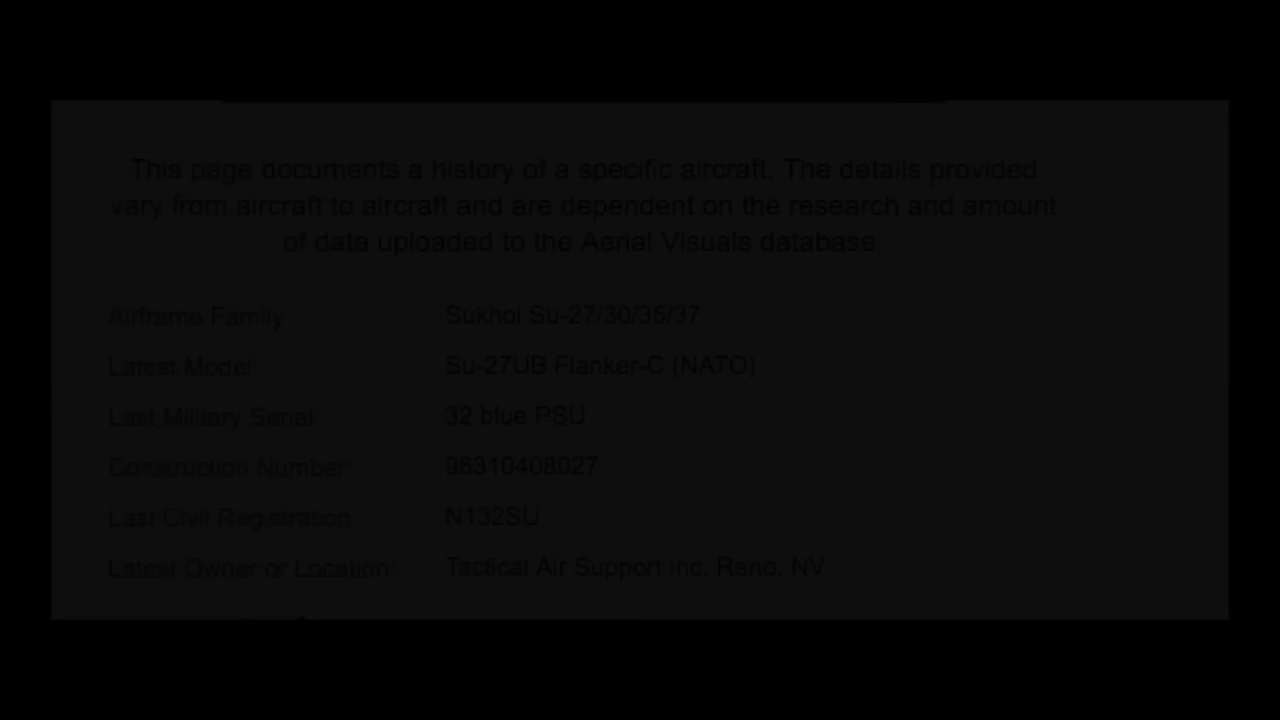 This page documents a history of a specific aircraft. The details provided
vary from aircraft to aircraft and are dependent on the research and amount
of data uploaded to the Aerial Visuals database
Airframe Family
Sukhoi Su-27/30/35/37
Latest Model
Su-27UB Flanker-C (NATO)
Last Military Serial
32 blue PSU
Construction Number
96310408027
Last Civil Registration
N132SU
Latest Owner or Location:
Tactical Air Support Inc. Reno, NV